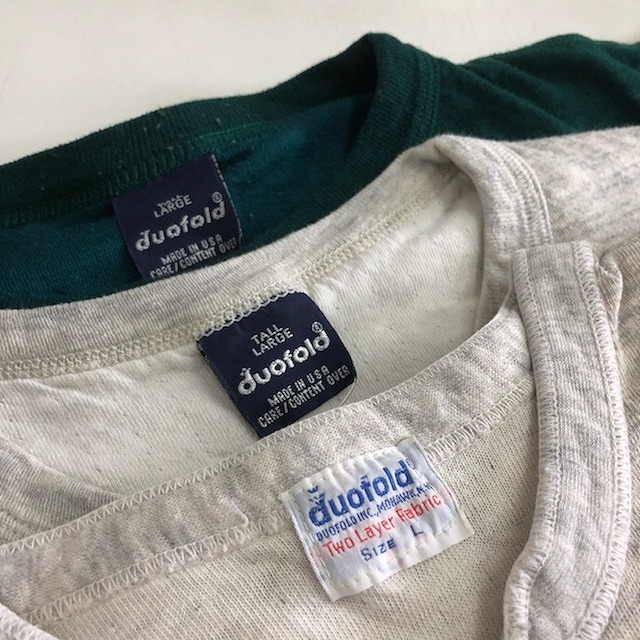 TALL
LARGE
duofold®
MADE IN U.S.A
CARE/CONTENT OVER
TALL
LARGE
duofold®
MADE IN U.S.A
CARE/CONTENT OVER
duofold®
DUOFOLD INC., MOHAWK, N.Y.
Two Layer Fabric
SIZE L